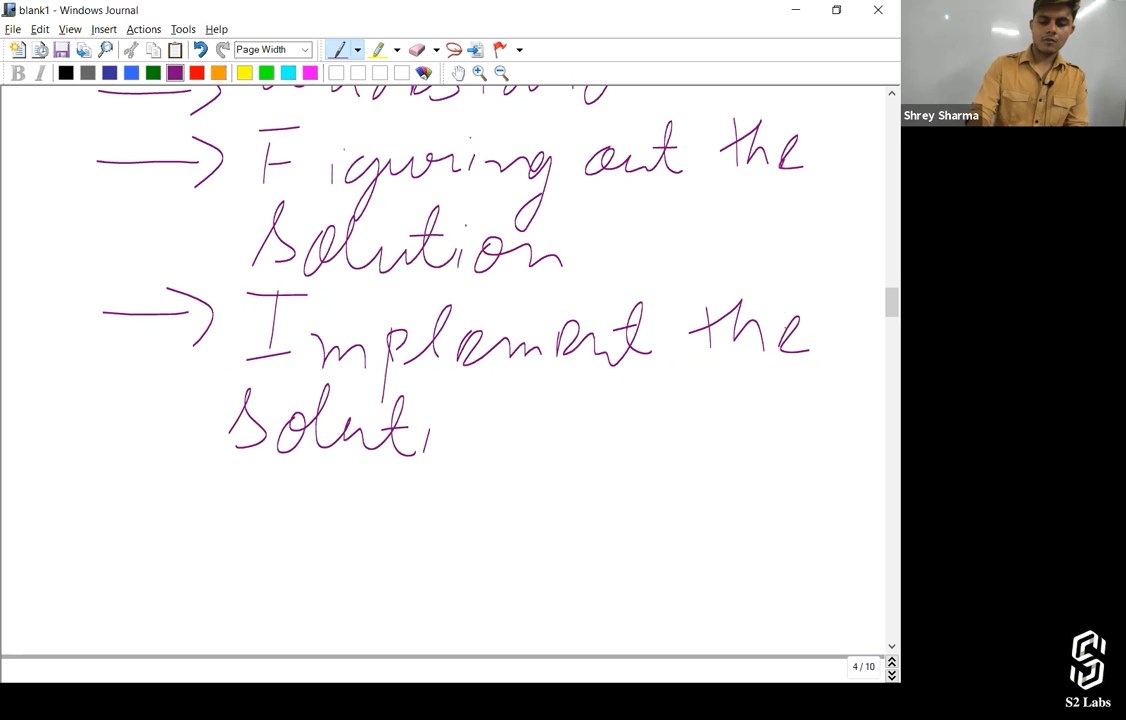 blank1 - Windows Journal
File Edit View Insert Actions Tools Help
Page Width
B I
Shrey Sharma
→ Figuring out the
solution
→ Implement the
soluti
4 / 10
S2 Labs